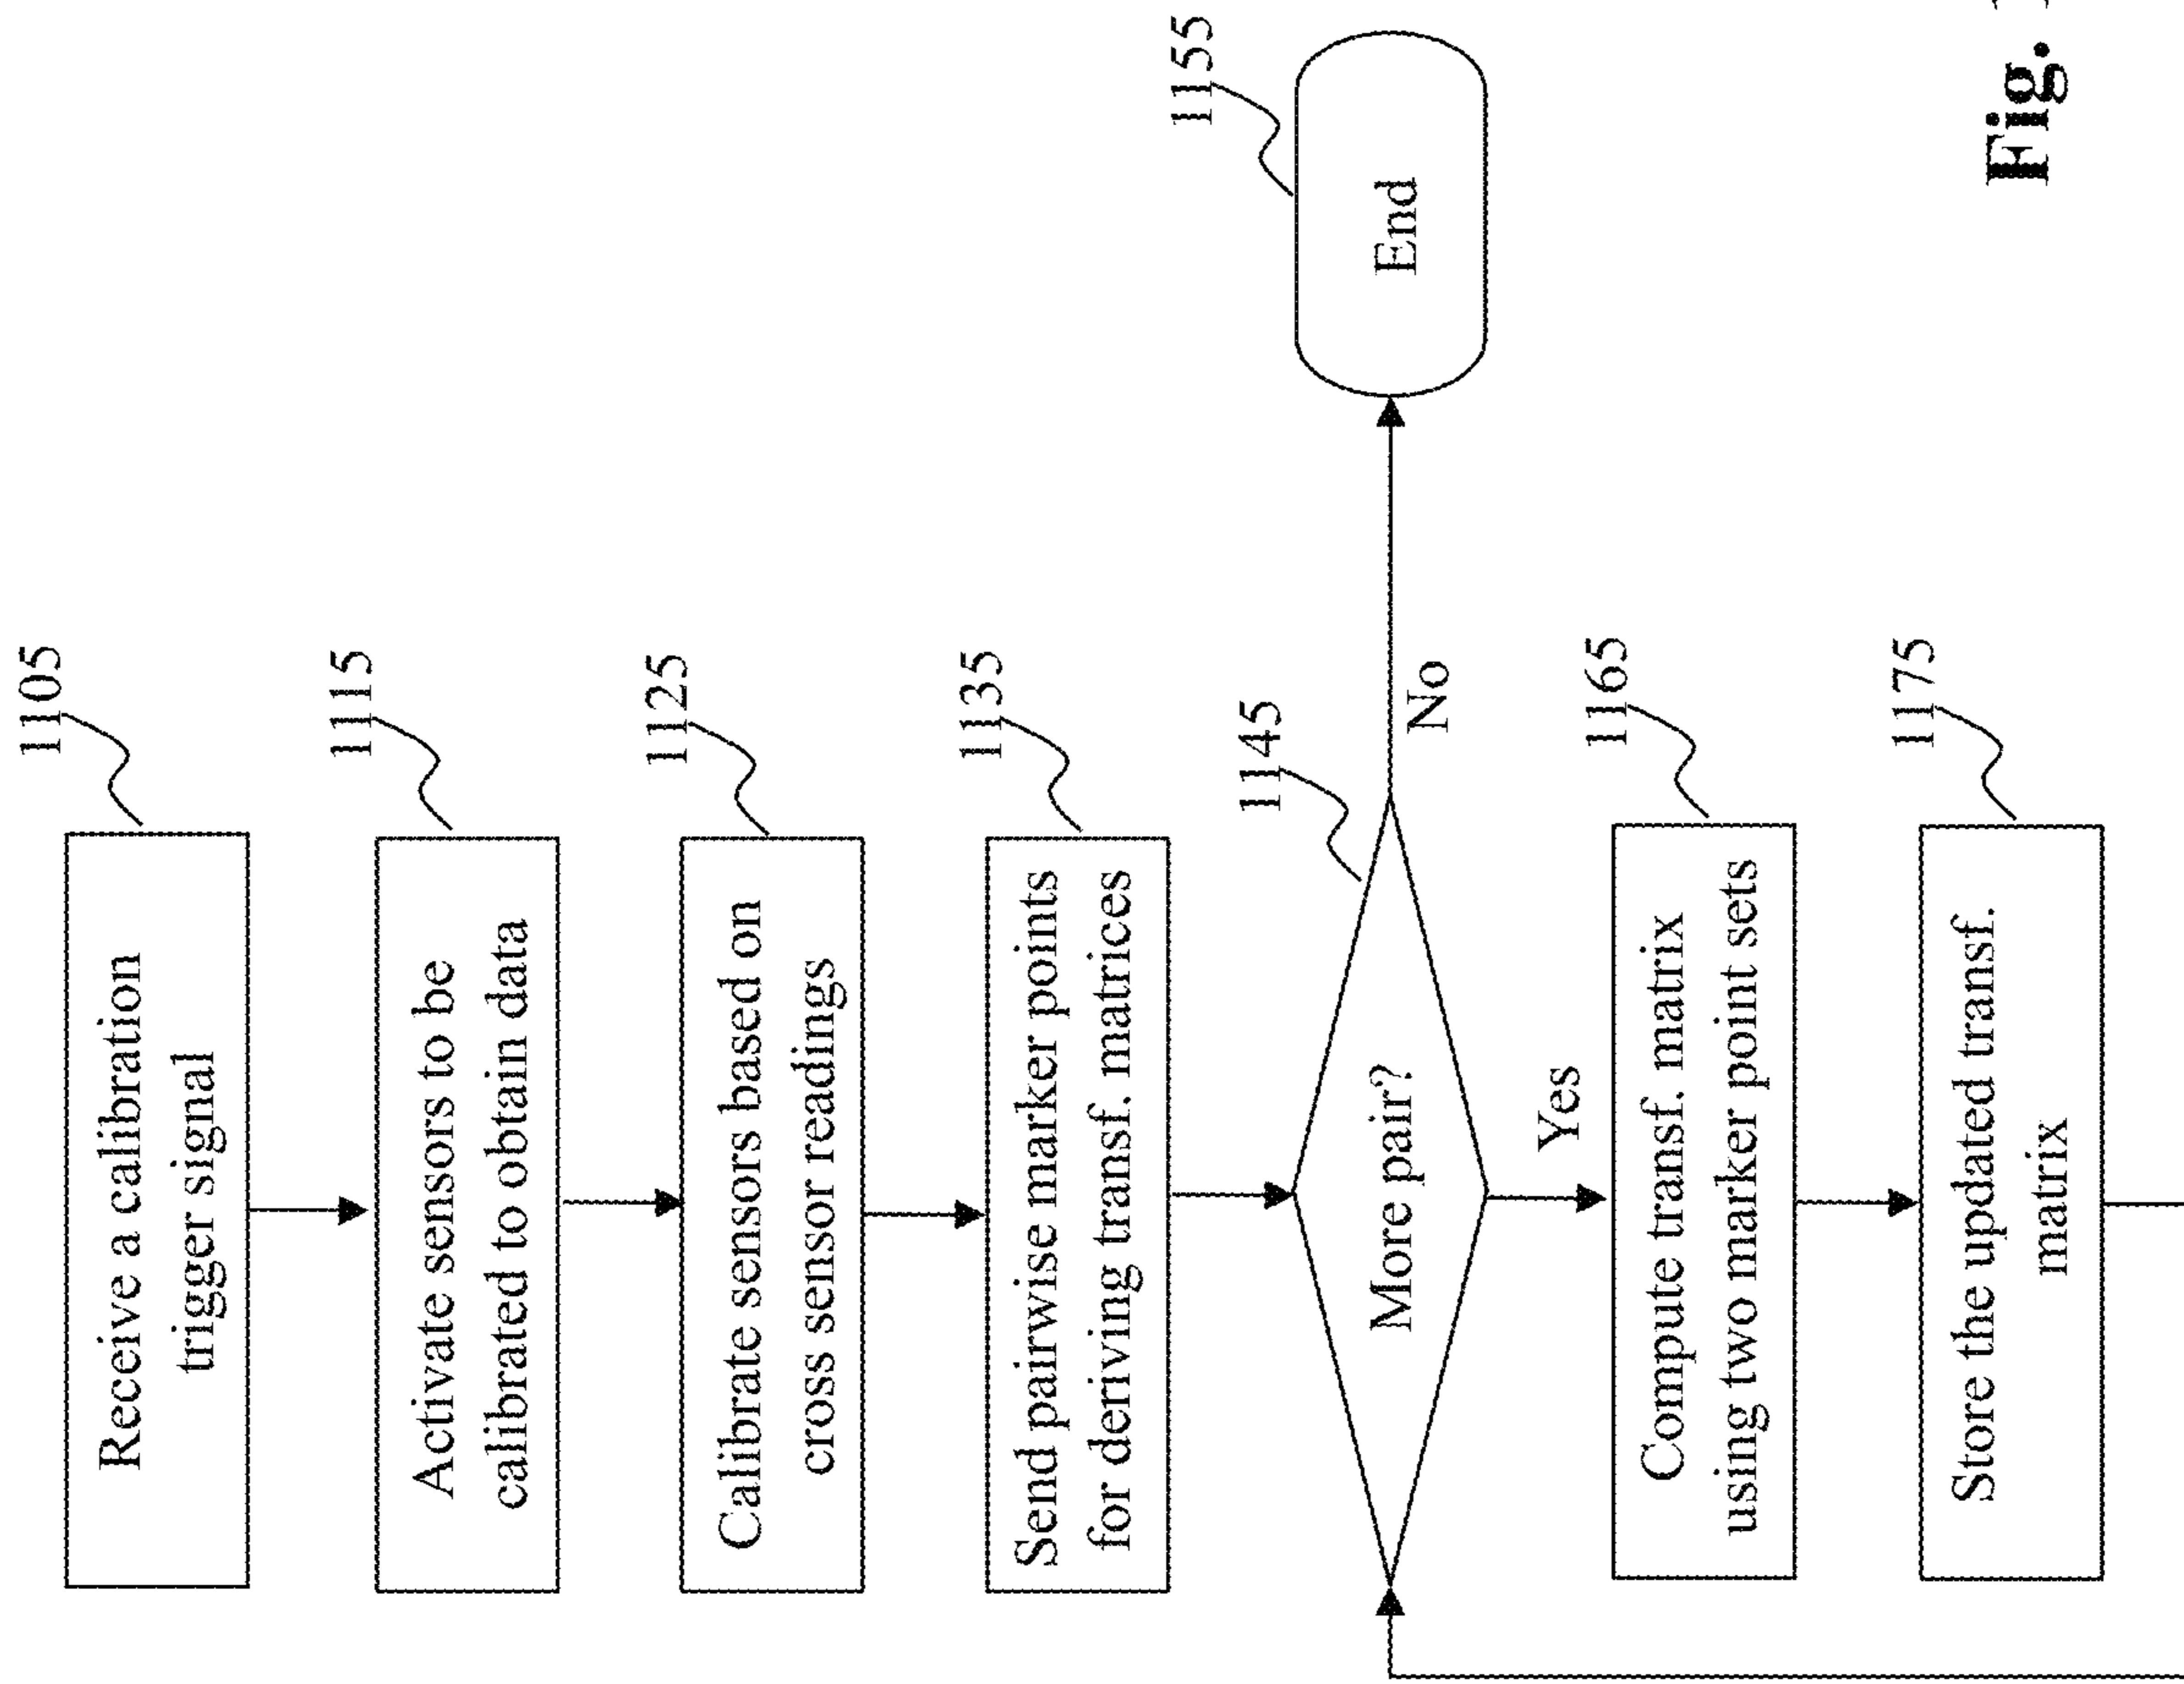 1105
Receive a calibration
trigger signal
1115
Activate sensors to be
calibrated to obtain data
1125
Calibrate sensors based on
cross sensor readings
1135
Send pairwise marker points
for deriving transf. matrices
1145
More pair?
No
1155
End
Yes
1165
Compute transf. matrix
using two marker point sets
1175
Store the updated transf.
matrix
Fig.